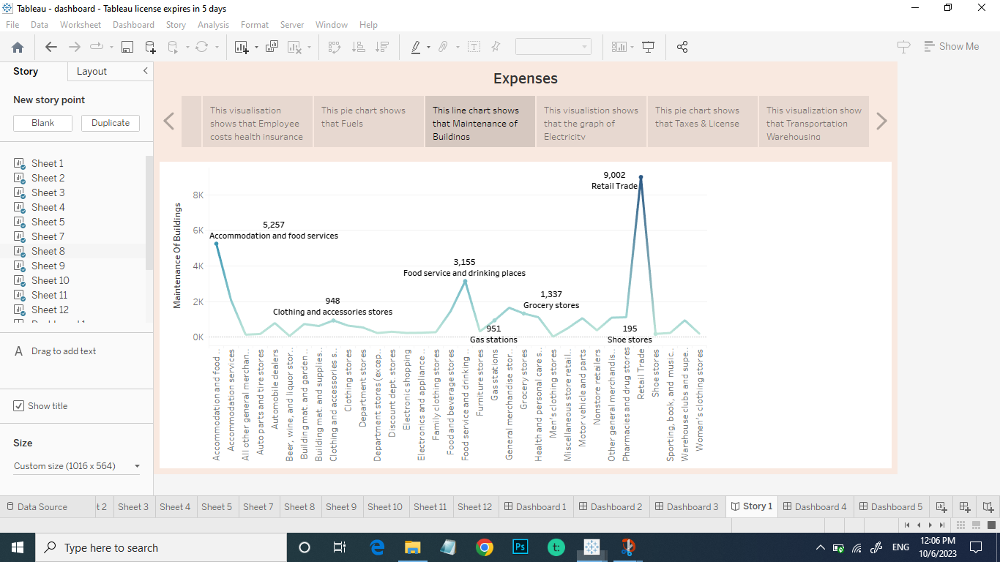 Tableau - dashboard - Tableau license expires in 5 days
File Data Worksheet Dashboard Story Analysis Format Server Window Help
Show Me
Story Layout
New story point
Blank Duplicate
Sheet 1
Sheet 2
Sheet 3
Sheet 4
Sheet 5
Sheet 7
Sheet 8
Sheet 9
Sheet 10
Sheet 11
Sheet 12
A Drag to add text
Show title
Size
Custom size (1016 x 564)
Expenses
This visualisation
shows that Employee
costs health insurance
This pie chart shows
that Fuels
This line chart shows
that Maintenance of
Buildings
This visualistion shows
that the graph of
Electricity
This pie chart shows
that Taxes & License
This visualization show
that Transportation
Warehousing
Maintenance Of Buildings
8K
6K
4K
2K
0K
5,257
Accommodation and food services
948
Clothing and accessories stores
3,155
Food service and drinking places
951
Gas stations
1,337
Grocery stores
9,002
Retail Trade
195
Shoe stores
Accommodation and food ..
Accommodation services
All other general merchan..
Auto parts and tire stores
Automobile dealers
Beer, wine, and liquor stor..
Building mat. and garden ..
Building mat. and supplies..
Clothing and accessories s..
Clothing stores
Department stores
Department stores (excep..
Discount dept. stores
Electronic shopping
Electronics and appliance ..
Family clothing stores
Food and beverage stores
Food service and drinking ..
Furniture stores
Gas stations
General merchandise stor..
Grocery stores
Health and personal care s..
Men's clothing stores
Miscellaneous store retail..
Motor vehicle and parts
Nonstore retailers
Other general merchandis..
Pharmacies and drug stores
Retail Trade
Shoe stores
Sporting, book, and music..
Warehouse clubs and supe..
Women's clothing stores
Data Source t 2 Sheet 3 Sheet 4 Sheet 5 Sheet 7 Sheet 8 Sheet 9 Sheet 10 Sheet 11 Sheet 12 Dashboard 1 Dashboard 2 Dashboard 3 Story 1 Dashboard 4 Dashboard 5
Type here to search
Ps
t:
ENG
12:06 PM
10/6/2023